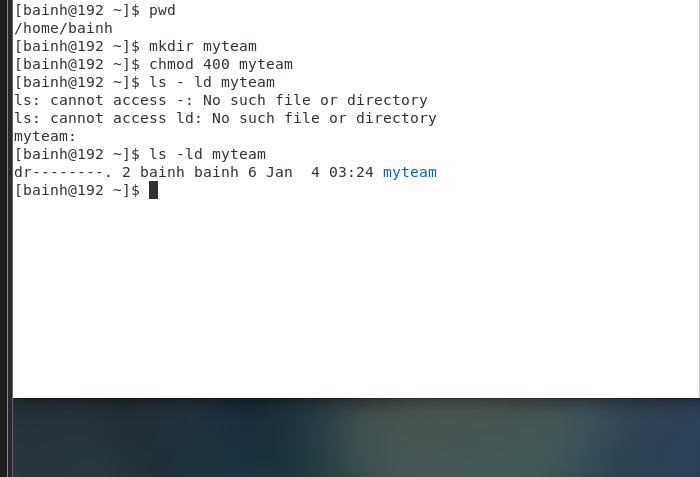 [bainh@192 ~]$ pwd
/home/bainh
[bainh@192 ~]$ mkdir myteam
[bainh@192 ~]$ chmod 400 myteam
[bainh@192 ~]$ ls - ld myteam
ls: cannot access -: No such file or directory
ls: cannot access ld: No such file or directory
myteam:
[bainh@192 ~]$ ls -ld myteam
dr--------. 2 bainh bainh 6 Jan  4 03:24 myteam
[bainh@192 ~]$